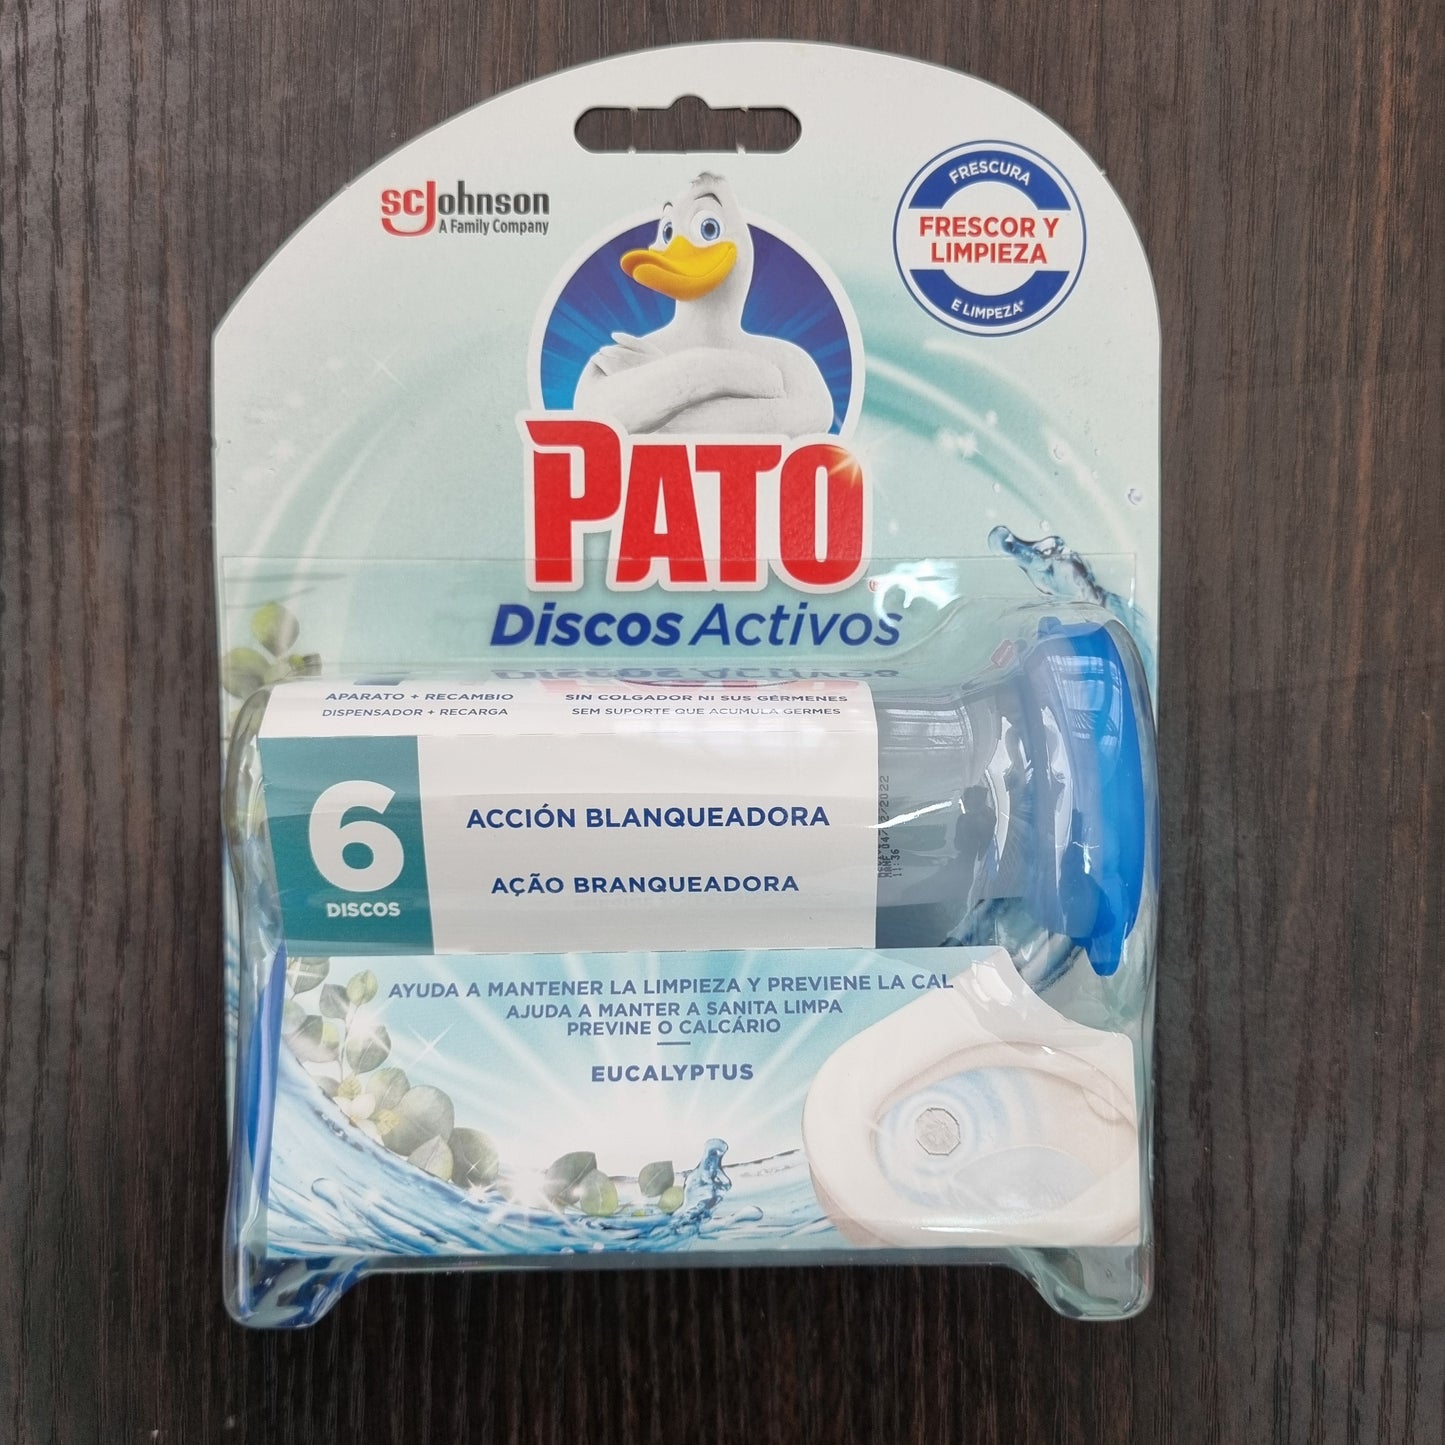 SCJohnson
A Family Company
FRESCURA
FRESCOR Y
LIMPIEZA
E LIMPEZA*
PATO
Discos Activos
APARATO + RECAMBIO
DISPENSADOR + RECARGA
SIN COLGADOR NI SUS GÉRMENES
SEM SUPORTE QUE ACUMULA GERMES
6
DISCOS
ACCIÓN BLANQUEADORA
AÇÃO BRANQUEADORA
11:36
AYUDA A MANTENER LA LIMPIEZA Y PREVIENE LA CAL
AJUDA A MANTER A SANITA LIMPA
PREVINE O CALCÁRIO
EUCALYPTUS